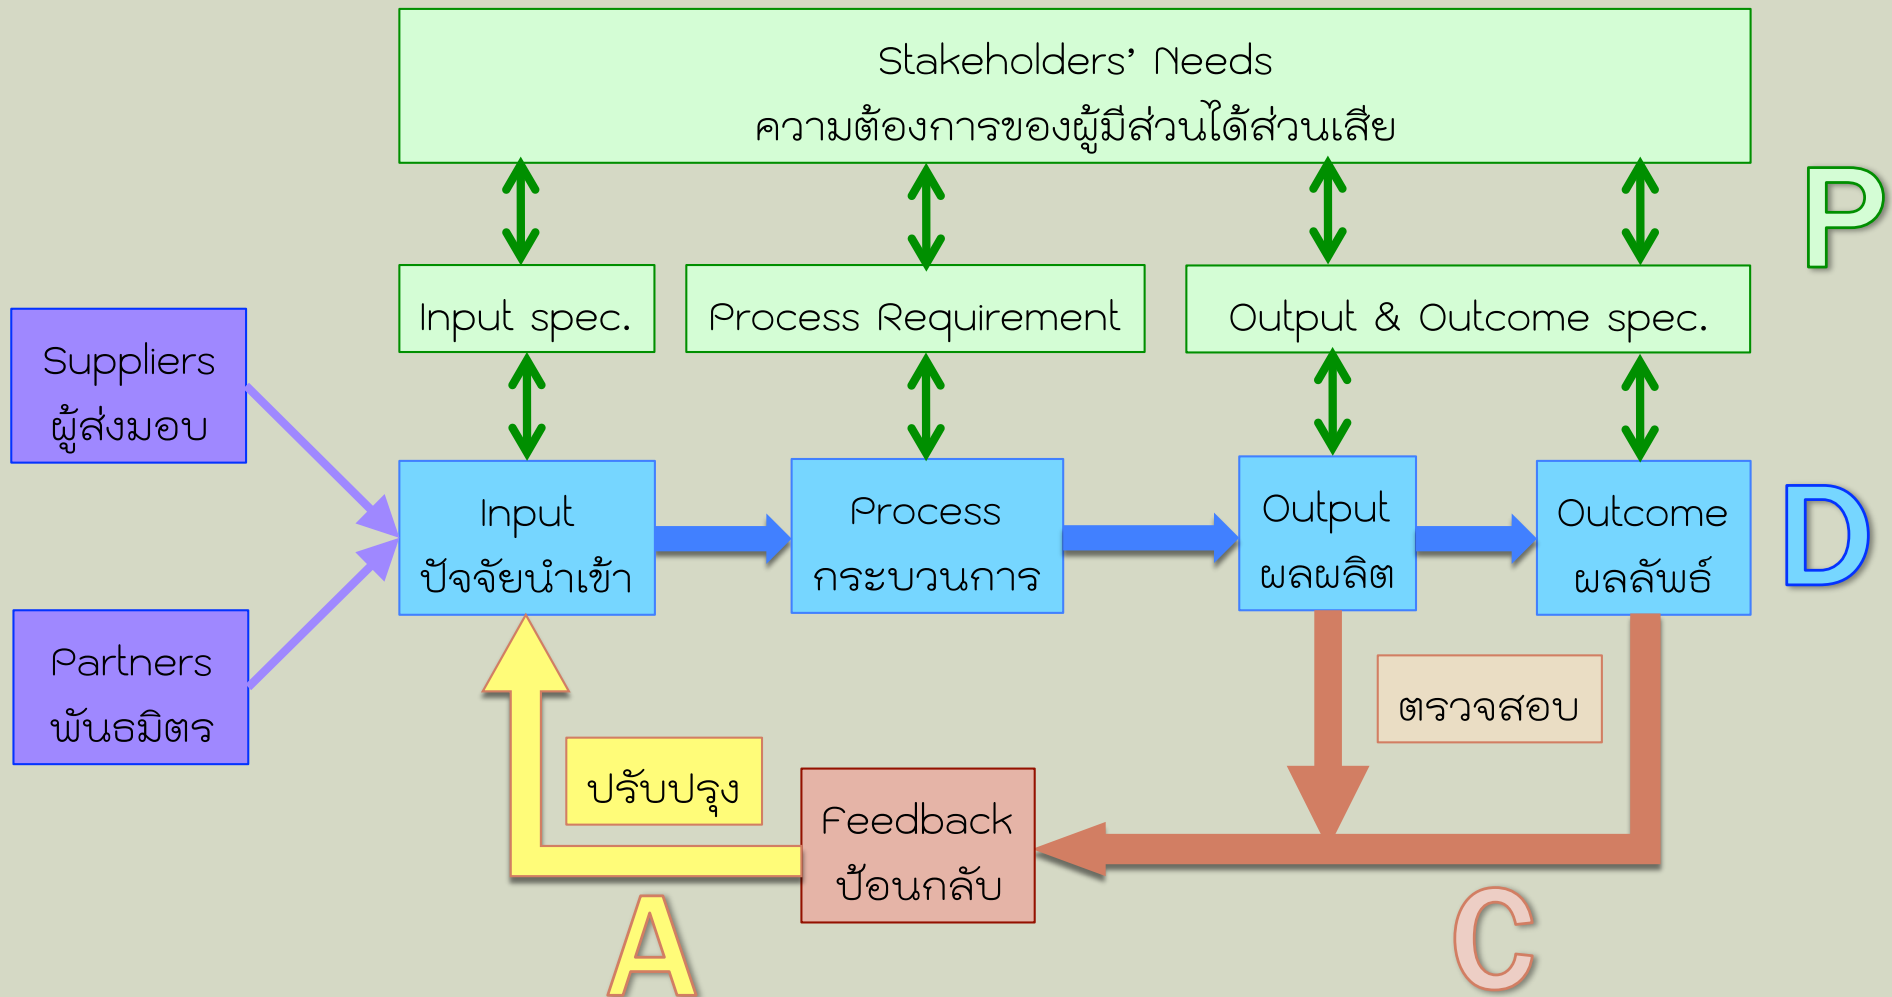 Stakeholders' Needs
ความต้องการของผู้มีส่วนได้ส่วนเสีย
P
Input spec.
Process Requirement
Output & Outcome spec.
Suppliers
ผู้ส่งมอบ
Input
ปัจจัยนำเข้า
Process
กระบวนการ
Output
ผลผลิต
Outcome
ผลลัพธ์
D
Partners
พันธมิตร
ตรวจสอบ
ปรับปรุง
Feedback
ป้อนกลับ
A
C